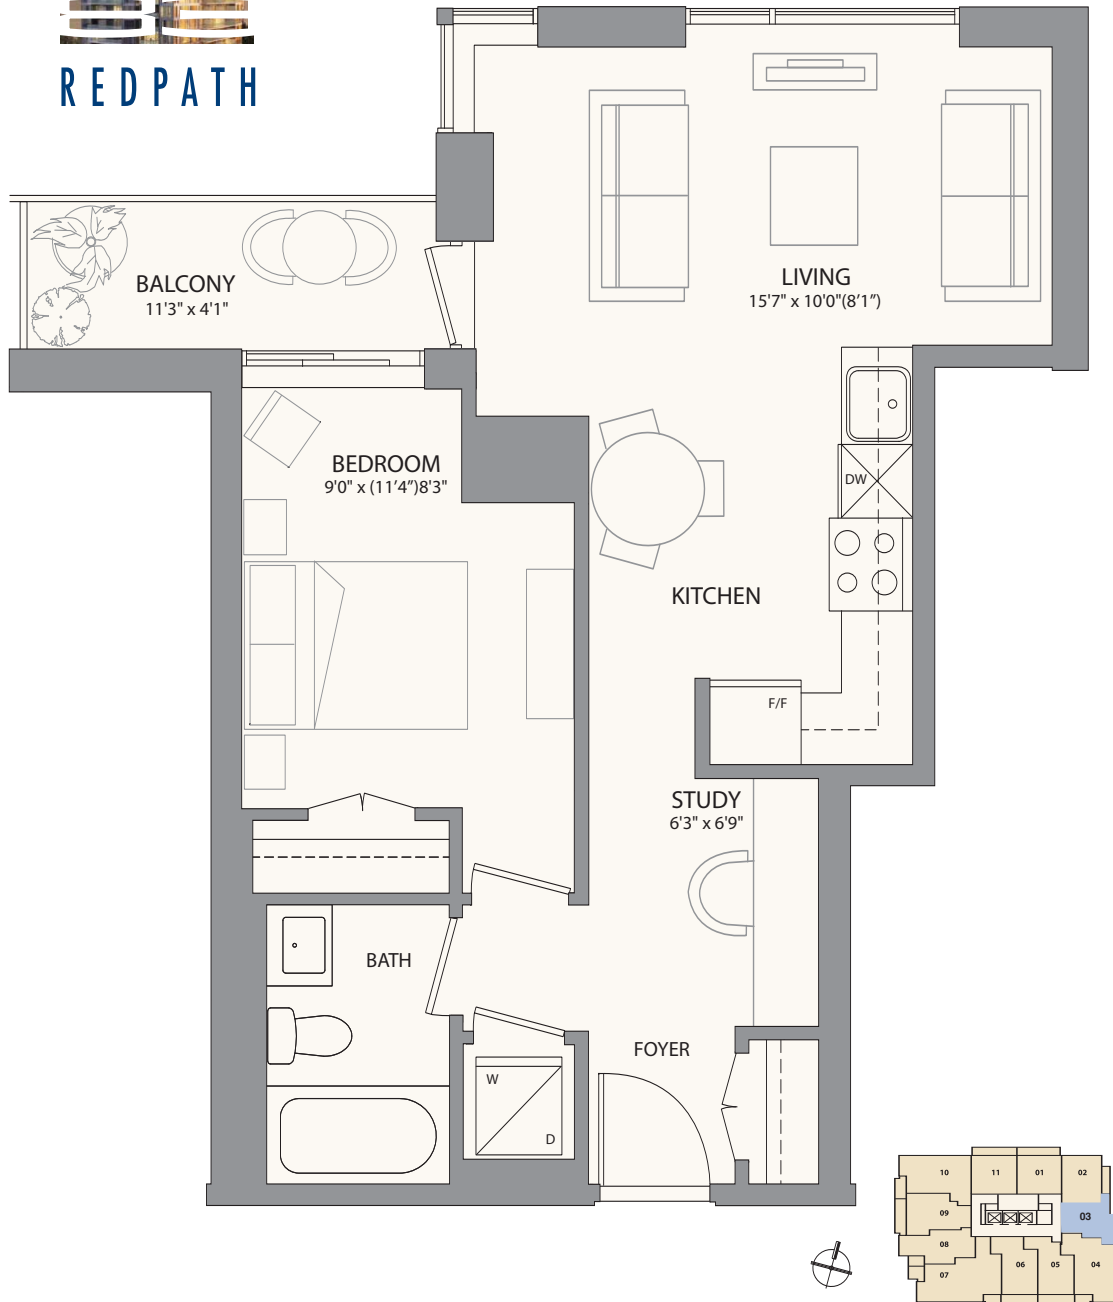 REDPATH
BALCONY
11'3" x 4'1"
LIVING
15'7" x 10'0"(8'1")
BEDROOM
9'0" x (11'4")8'3"
DW
KITCHEN
F/F
STUDY
6'3" x 6'9"
BATH
FOYER
W
D
10
11
01
02
09
03
08
07
06
05
04